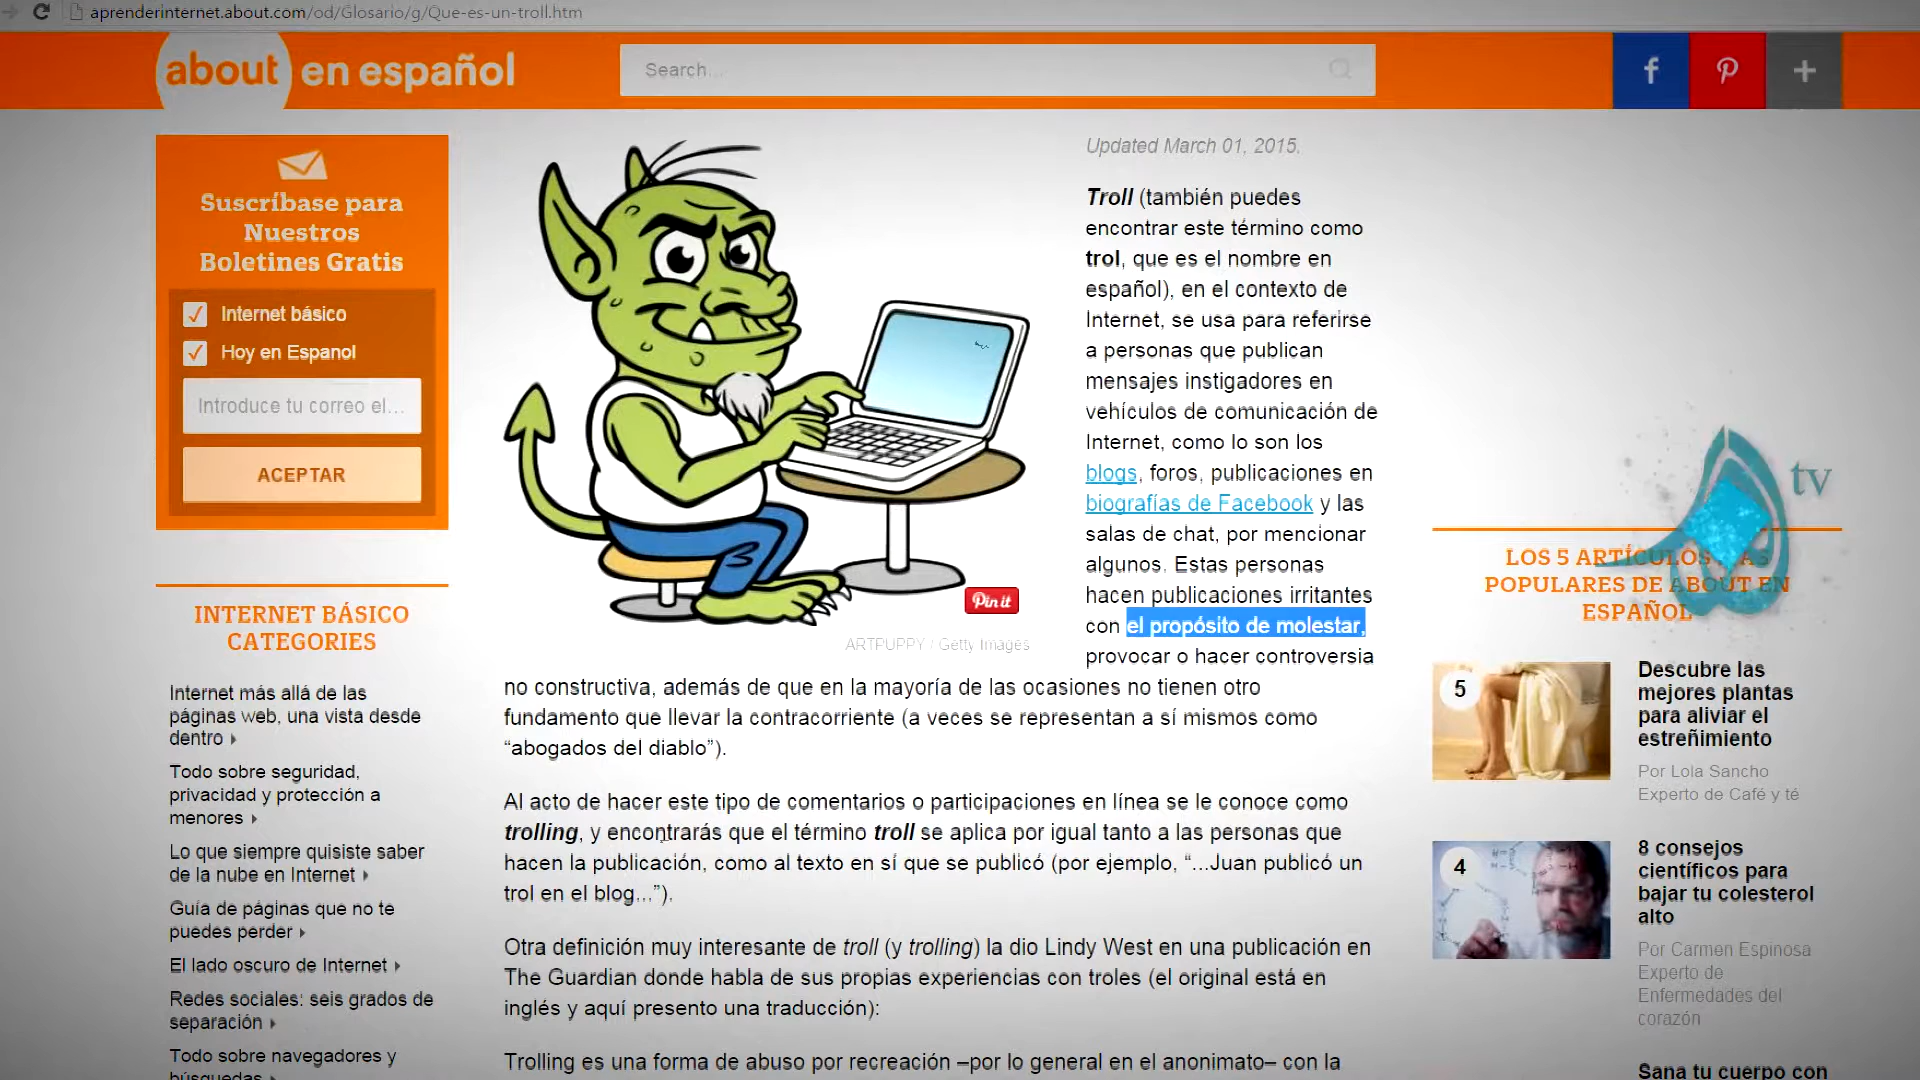 aprenderinternet.about.com/od/Glosario/g/Que-es-un-troll.htm
about en español
Search...
Suscríbase para
Nuestros
Boletines Gratis
Internet básico
Hoy en Espanol
Introduce tu correo el...
ACEPTAR
INTERNET BÁSICO
CATEGORIES
Internet más allá de las
páginas web, una vista desde
dentro
Todo sobre seguridad,
privacidad y protección a
menores
Lo que siempre quisiste saber
de la nube en Internet
Guía de páginas que no te
puedes perder
El lado oscuro de Internet
Redes sociales: seis grados de
separación
Todo sobre navegadores y
búsquedas
Pin it
ARTPUPPY / Getty Images
Updated March 01, 2015.
Troll (también puedes
encontrar este término como
trol, que es el nombre en
español), en el contexto de
Internet, se usa para referirse
a personas que publican
mensajes instigadores en
vehículos de comunicación de
Internet, como lo son los
blogs, foros, publicaciones en
biografías de Facebook y las
salas de chat, por mencionar
algunos. Estas personas
hacen publicaciones irritantes
con el propósito de molestar,
provocar o hacer controversia
no constructiva, además de que en la mayoría de las ocasiones no tienen otro
fundamento que llevar la contracorriente (a veces se representan a sí mismos como
“abogados del diablo”).
Al acto de hacer este tipo de comentarios o participaciones en línea se le conoce como
trolling, y encontrarás que el término troll se aplica por igual tanto a las personas que
hacen la publicación, como al texto en sí que se publicó (por ejemplo, “...Juan publicó un
trol en el blog...”).
Otra definición muy interesante de troll (y trolling) la dio Lindy West en una publicación en
The Guardian donde habla de sus propias experiencias con troles (el original está en
inglés y aquí presento una traducción):
Trolling es una forma de abuso por recreación –por lo general en el anonimato– con la
tv
LOS 5 ARTÍCULOS MÁS
POPULARES DE ABOUT EN
ESPAÑOL
5
Descubre las
mejores plantas
para aliviar el
estreñimiento
Por Lola Sancho
Experto de Café y té
4
8 consejos
científicos para
bajar tu colesterol
alto
Por Carmen Espinosa
Experto de
Enfermedades del
corazón
Sana tu cuerpo con